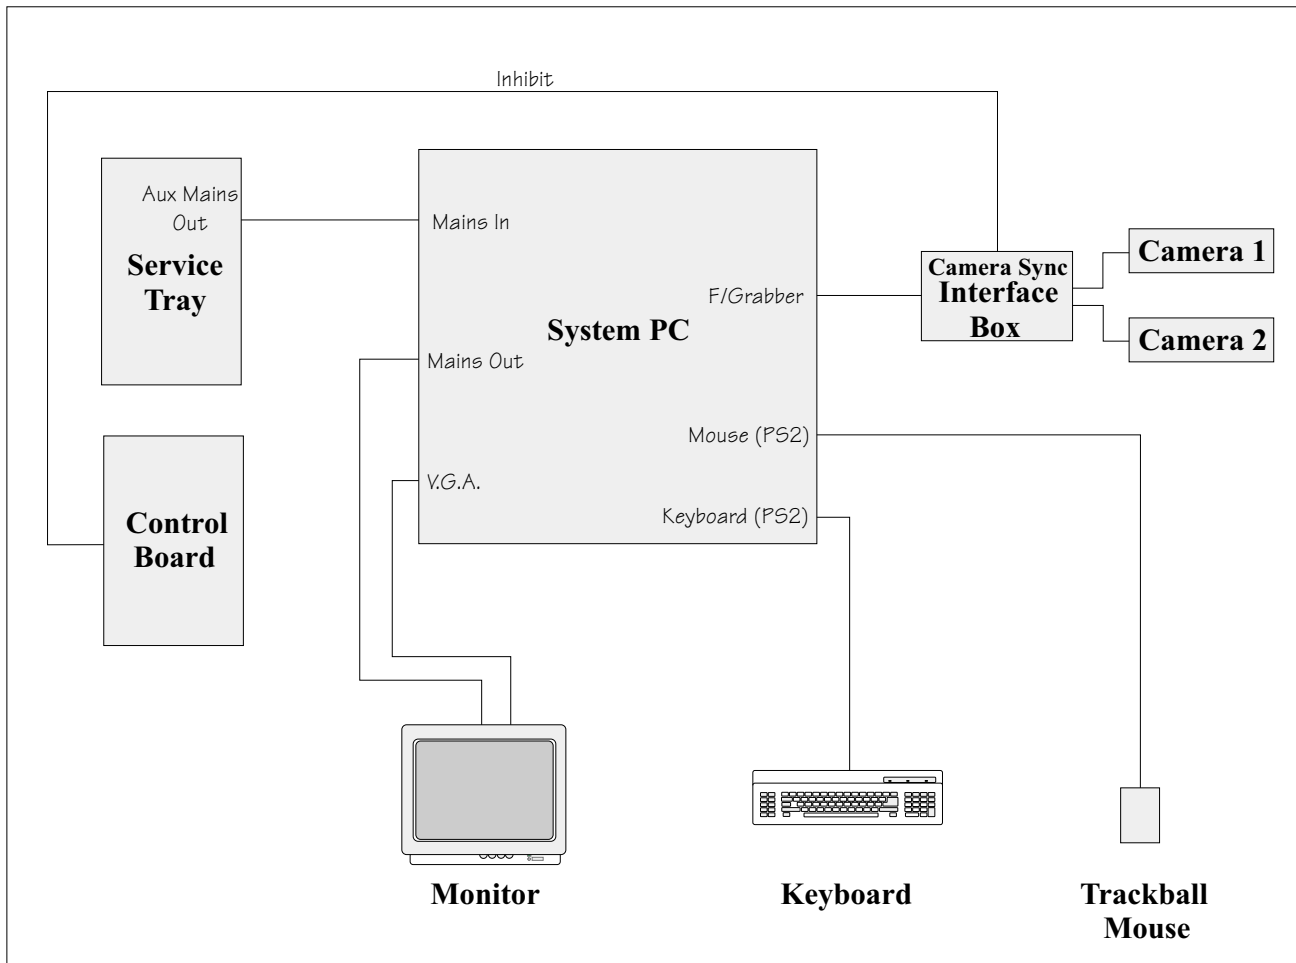 Inhibit
Aux Mains
Out
Service
Tray
Mains In
F/Grabber
System PC
Mains Out
Mouse (PS2)
V.G.A.
Keyboard (PS2)
Camera Sync
Interface
Box
Camera 1
Camera 2
Control
Board
Monitor
Keyboard
Trackball
Mouse